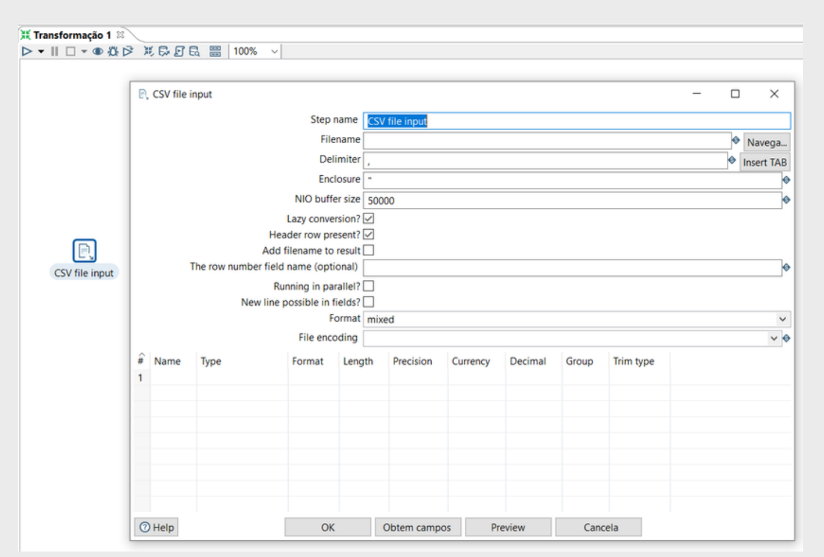 Transformação 1
100%
CSV file input
Step name CSV file input
Filename Navega...
Delimiter , Insert TAB
Enclosure "
NIO buffer size 50000
Lazy conversion?
Header row present?
Add filename to result
The row number field name (optional)
Running in parallel?
New line possible in fields?
Format mixed
File encoding
# Name Type Format Length Precision Currency Decimal Group Trim type
1
Help OK Obtem campos Preview Cancela
CSV file input